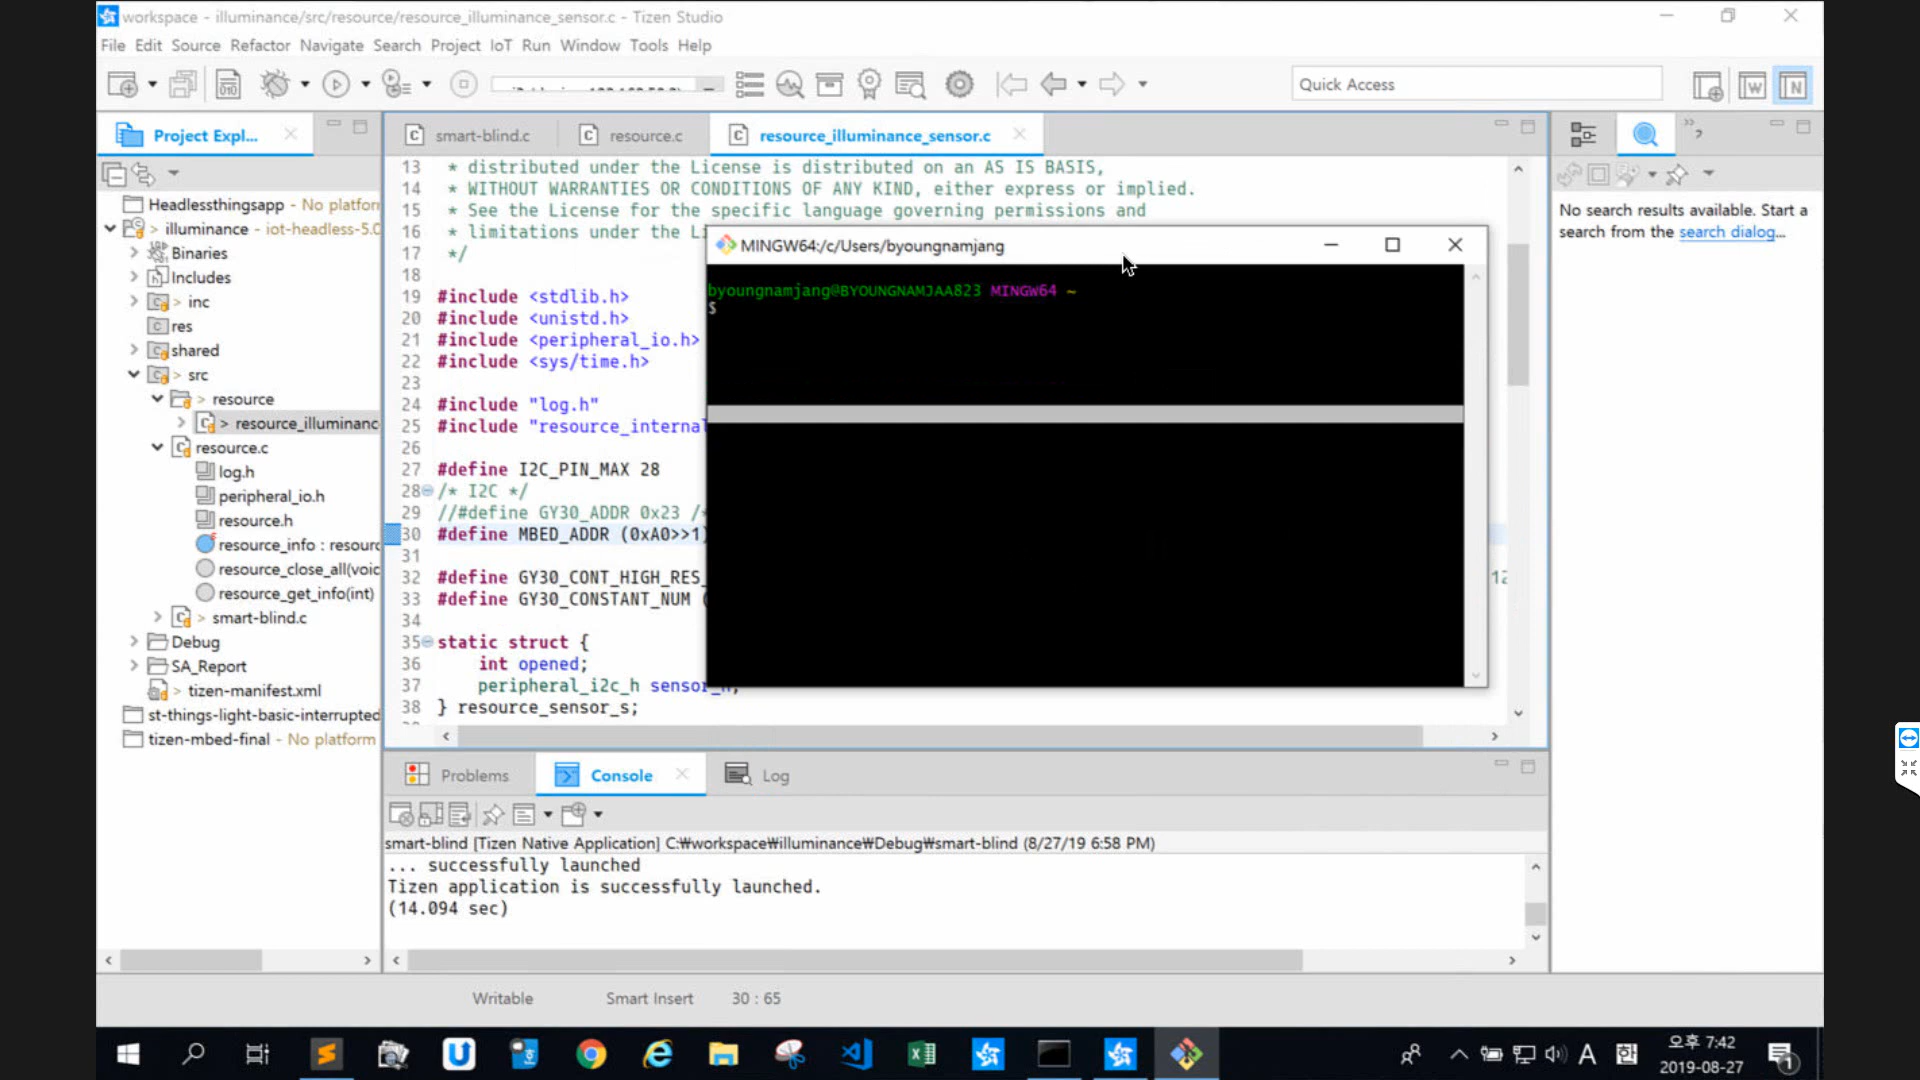 workspace - illuminance/src/resource/resource_illuminance_sensor.c - Tizen Studio
File Edit Source Refactor Navigate Search Project IoT Run Window Tools Help
Quick Access
Project Expl...
Headlessthingsapp - No platforn
> illuminance - iot-headless-5.0
Binaries
Includes
> inc
res
shared
> src
> resource
> resource_illuminanc
resource.c
log.h
peripheral_io.h
resource.h
resource_info : resourc
resource_close_all(voic
resource_get_info(int)
> smart-blind.c
Debug
SA_Report
> tizen-manifest.xml
st-things-light-basic-interrupted
tizen-mbed-final - No platform
smart-blind.c
resource.c
resource_illuminance_sensor.c
13 * distributed under the License is distributed on an AS IS BASIS,
14 * WITHOUT WARRANTIES OR CONDITIONS OF ANY KIND, either express or implied.
15 * See the License for the specific language governing permissions and
16 * limitations under the Li
17 */
18
19 #include <stdlib.h>
20 #include <unistd.h>
21 #include <peripheral_io.h>
22 #include <sys/time.h>
23
24 #include "log.h"
25 #include "resource_internal
26
27 #define I2C_PIN_MAX 28
28 /* I2C */
29 //#define GY30_ADDR 0x23 /*
30 #define MBED_ADDR (0xA0>>1)
31
32 #define GY30_CONT_HIGH_RES_ 12
33 #define GY30_CONSTANT_NUM (
34
35 static struct {
36 int opened;
37 peripheral_i2c_h sensor_h;
38 } resource_sensor_s;
MINGW64:/c/Users/byoungnamjang
byoungnamjang@BYOUNGNAMJAA823 MINGW64 ~
$
No search results available. Start a
search from the search dialog...
Problems
Console
Log
smart-blind [Tizen Native Application] C:₩workspace₩illuminance₩Debug₩smart-blind (8/27/19 6:58 PM)
... successfully launched
Tizen application is successfully launched.
(14.094 sec)
Writable
Smart Insert
30 : 65
A
한
오후 7:42
2019-08-27
1